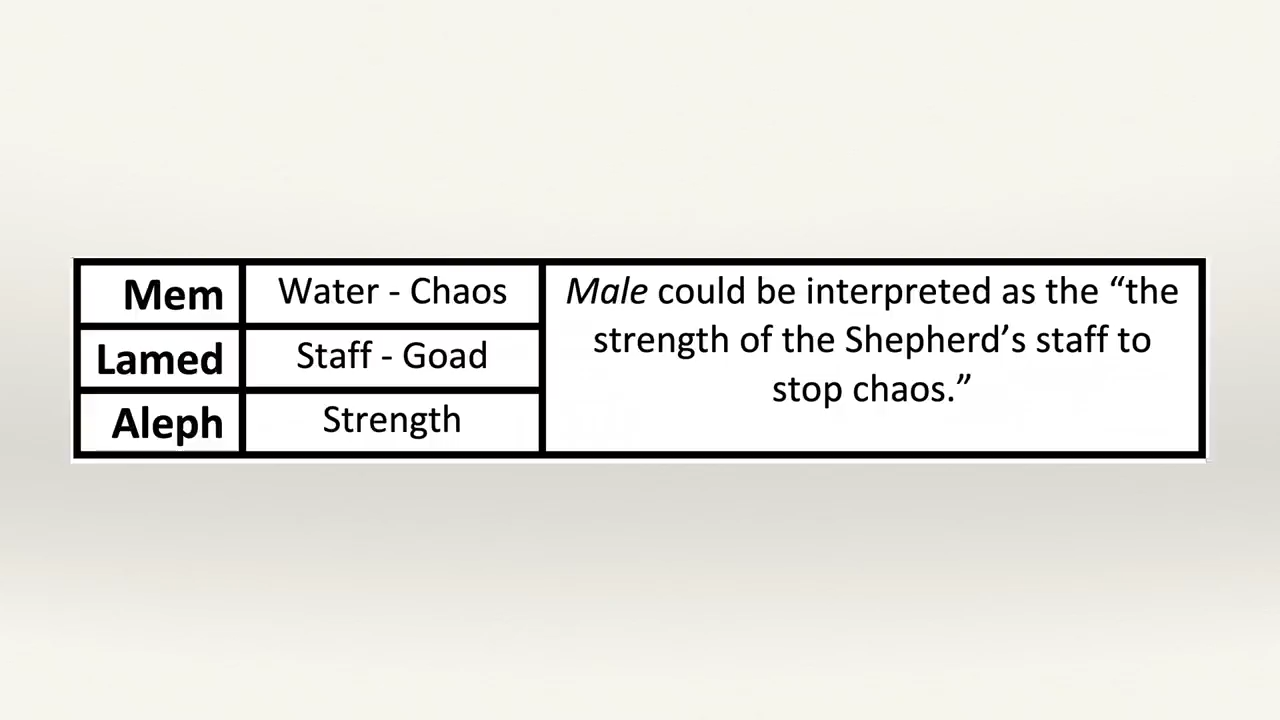 Mem
Water - Chaos
Lamed
Staff - Goad
Aleph
Strength
Male could be interpreted as the “the
strength of the Shepherd’s staff to
stop chaos.”